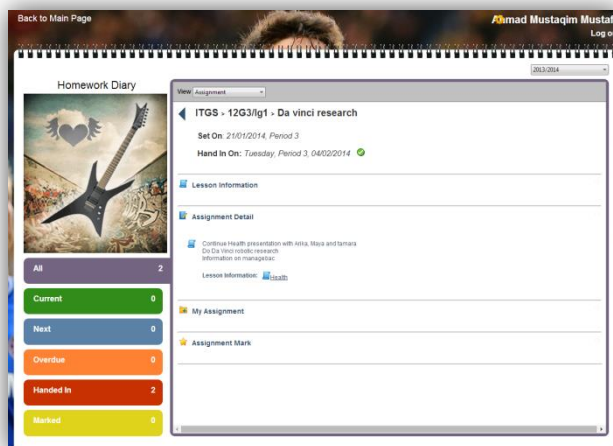 Back to Main Page
Ahmad Mustaqim Mustaf
Log o
2013/2014
Homework Diary
View Assignment
ITGS > 12G3/Ig1 > Da vinci research
Set On: 21/01/2014, Period 3
Hand In On: Tuesday, Period 3, 04/02/2014
Lesson Information
Assignment Detail
Continue Health presentation with Arika, Maya and tamara
Do Da Vinci robotic research
Information on managebac
Lesson Information: Health
My Assignment
Assignment Mark
All 2
Current 0
Next 0
Overdue 0
Handed In 2
Marked 0